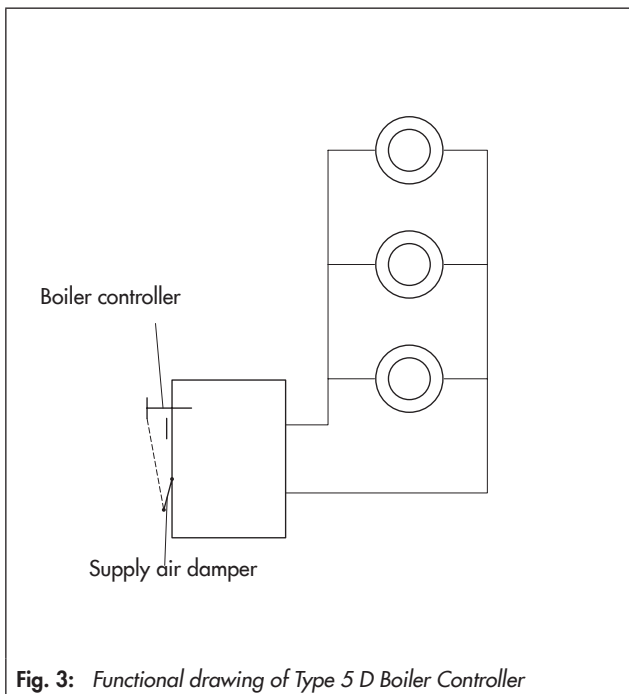 Boiler controller
Supply air damper
Fig. 3: Functional drawing of Type 5 D Boiler Controller